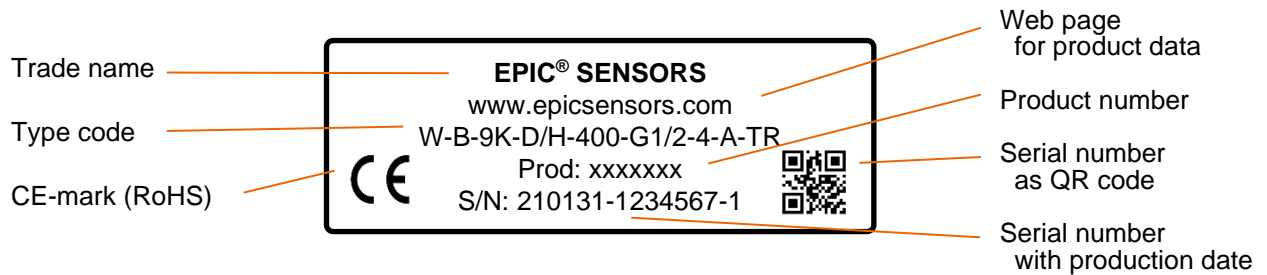 Trade name
Type code
CE-mark (RoHS)
EPIC® SENSORS
www.epicsensors.com
W-B-9K-D/H-400-G1/2-4-A-TR
Prod: xxxxxxx
S/N: 210131-1234567-1
CE
Web page
for product data
Product number
Serial number
as QR code
Serial number
with production date